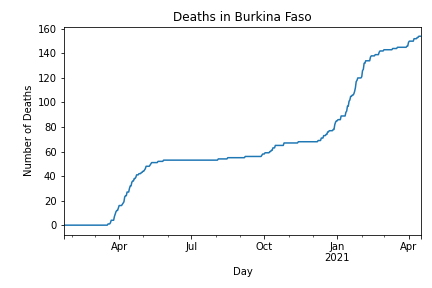 Deaths in Burkina Faso
160
140
120
100
80
60
40
20
0
Number of Deaths
Apr
Jul
Oct
Jan
2021
Apr
Day